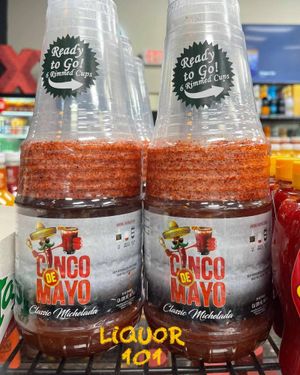 Ready
to Go!
6 Rimmed Cups
Ready
to Go!
6 Rimmed Cups
CINCO
DE
MAYO
Classic Michelada
CINCO
DE
MAYO
Classic Michelada
LIQUOR
101